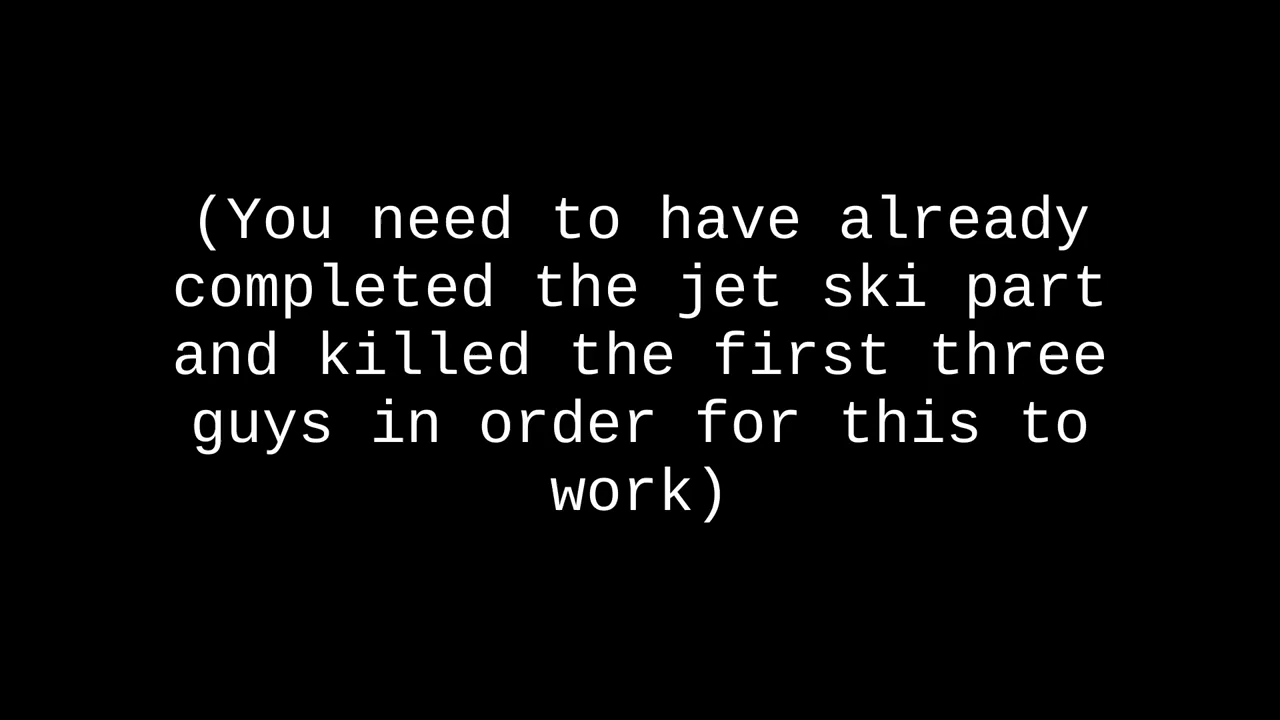 (You need to have already
completed the jet ski part
and killed the first three
guys in order for this to
work)